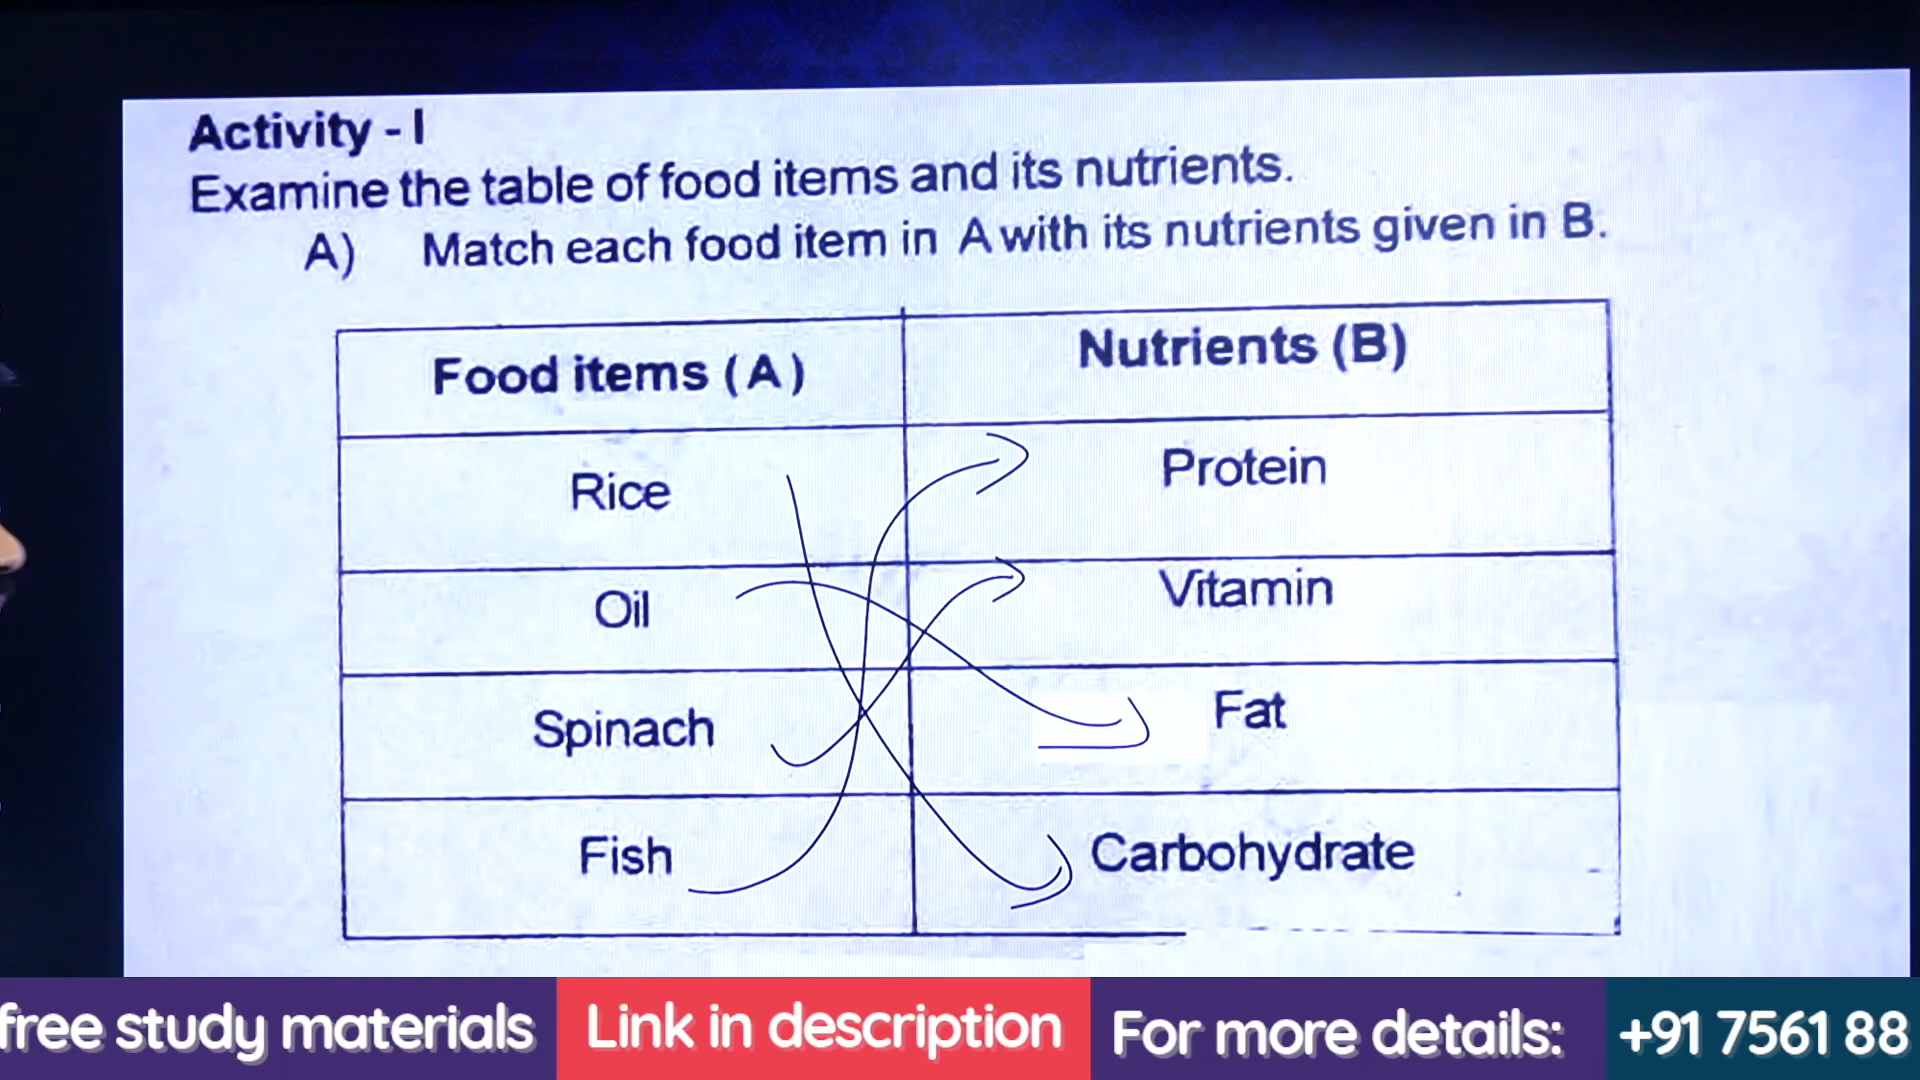 Activity - I
Examine the table of food items and its nutrients.
A) Match each food item in A with its nutrients given in B.
Food items (A) Nutrients (B)
Rice Protein
Oil Vitamin
Spinach Fat
Fish Carbohydrate
free study materials Link in description For more details: +91 7561 88